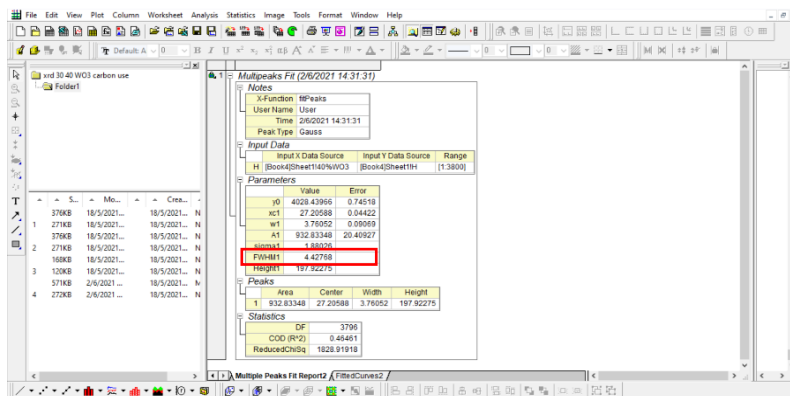 File Edit View Plot Column Worksheet Analysis Statistics Image Tools Format Window Help
Default: A 0 B I U
xrd 30 40 WO3 carbon use
Folder1
Multipeaks Fit (2/6/2021 14:31:31)
Notes
X-Function fitPeaks
User Name User
Time 2/6/2021 14:31:31
Peak Type Gauss
Input Data
Input X Data Source Input Y Data Source Range
H [Book4]Sheet1!40%WO3 [Book4]Sheet1!H [1:3800]
Parameters
Value Error
y0 4028.43966 0.74518
xc1 27.20588 0.04422
w1 3.76052 0.09069
A1 932.83348 20.40927
sigma1 1.88026
FWHM1 4.42768
Height1 197.92275
Peaks
Area Center Width Height
1 932.83348 27.20588 3.76052 197.92275
Statistics
DF 3796
COD (R^2) 0.46461
ReducedChiSq 1828.91918
S... Mo... Crea...
376KB 18/5/2021... 18/5/2021... N
1 271KB 18/5/2021... 18/5/2021... N
376KB 18/5/2021... 18/5/2021... N
2 271KB 18/5/2021... 18/5/2021... N
168KB 18/5/2021... 18/5/2021... N
3 120KB 18/5/2021... 18/5/2021... N
571KB 2/6/2021 ... 18/5/2021... M
4 272KB 2/6/2021 ... 18/5/2021... N
Multiple Peaks Fit Report2 FittedCurves2